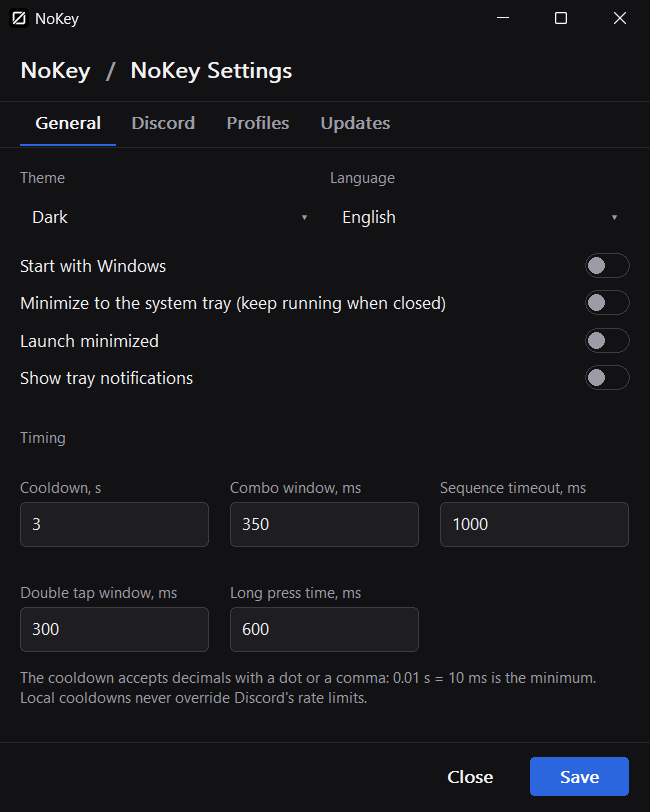 NoKey
NoKey / NoKey Settings
General Discord Profiles Updates
Theme Language
Dark English
Start with Windows
Minimize to the system tray (keep running when closed)
Launch minimized
Show tray notifications
Timing
Cooldown, s Combo window, ms Sequence timeout, ms
3 350 1000
Double tap window, ms Long press time, ms
300 600
The cooldown accepts decimals with a dot or a comma: 0.01 s = 10 ms is the minimum.
Local cooldowns never override Discord's rate limits.
Close Save